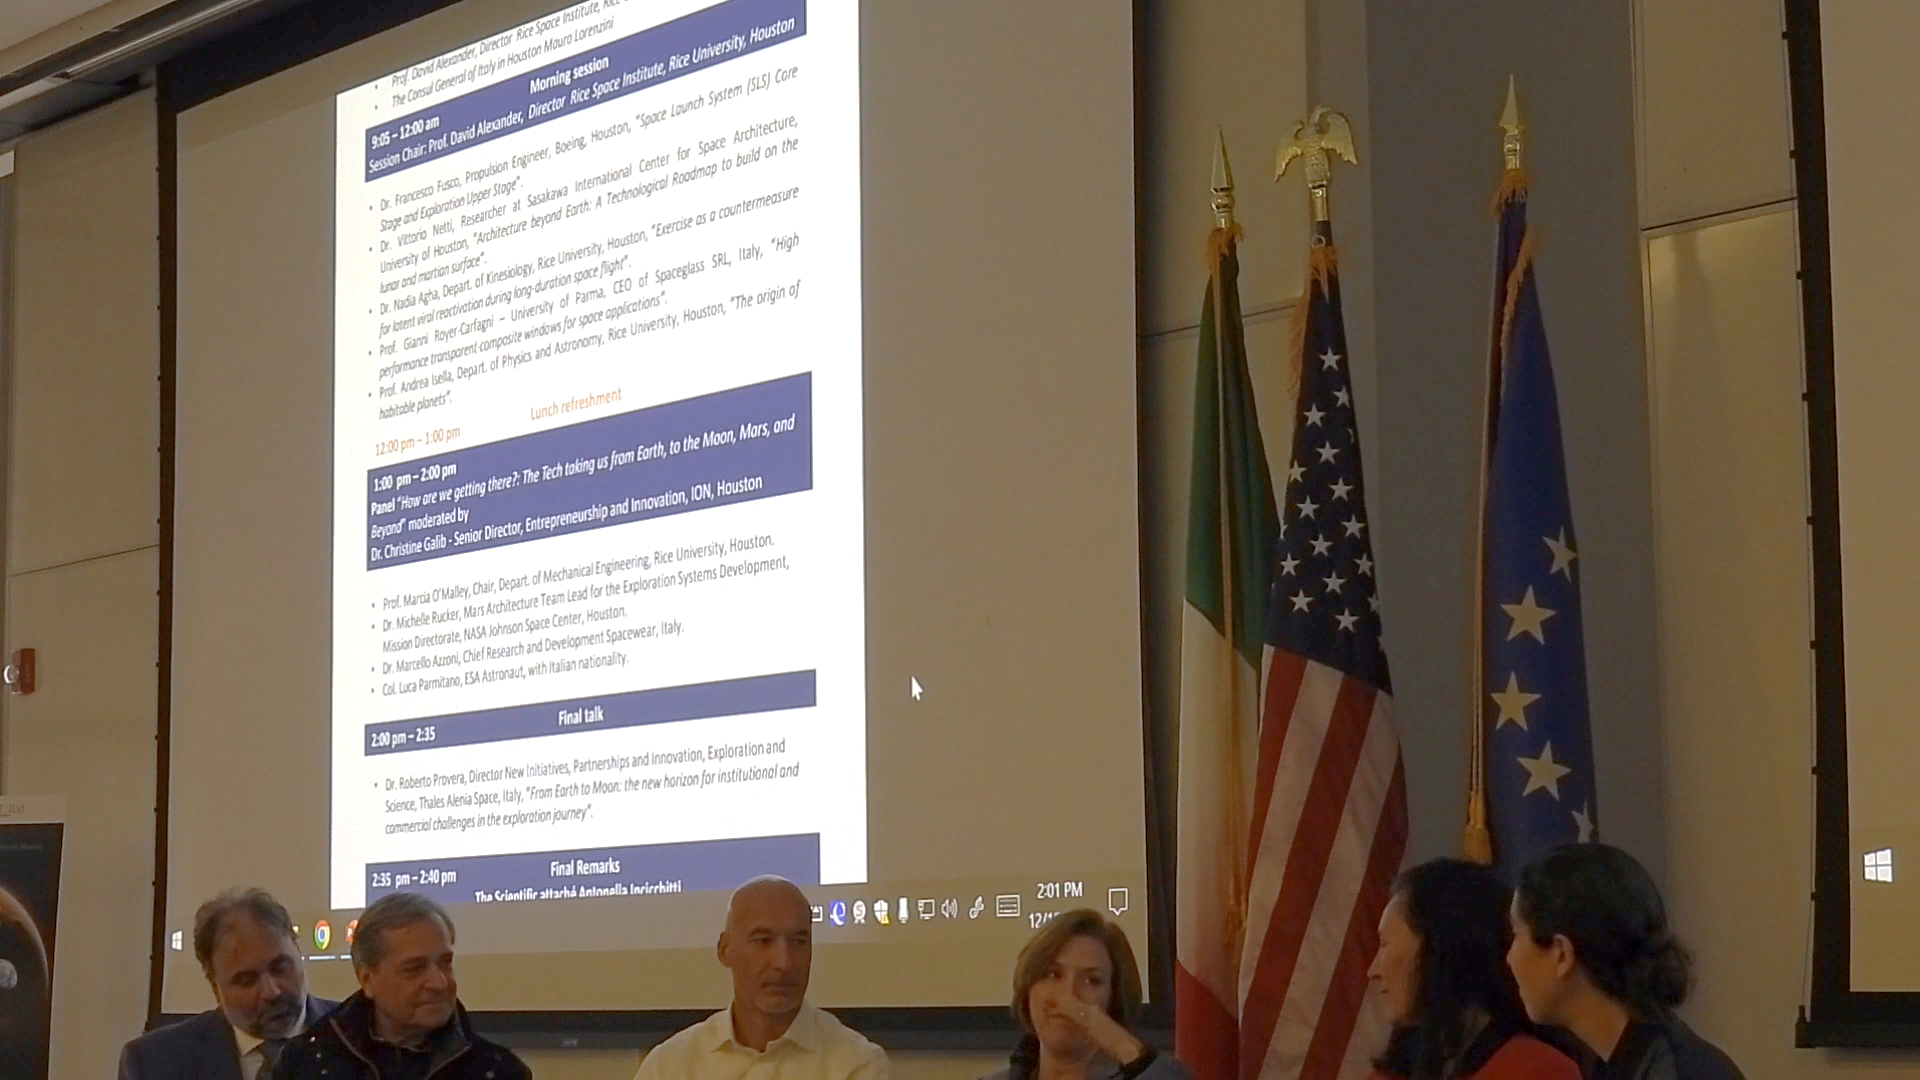 Prof. David Alexander, Director Rice Space Institute,
The Consul General of Italy in Houston Mauro Lorenzini
Morning session
9:05 – 12:00 am
Session Chair: Prof. David Alexander, Director Rice Space Institute, Rice University, Houston
• Dr. Francesco Fusco, Propulsion Engineer, Boeing, Houston, "Space Launch System (SLS) Core
Stage and Exploration Upper Stage".
• Dr. Vittorio Netti, Researcher at Sasakawa International Center for Space Architecture,
University of Houston, "Architecture beyond Earth: A Technological Roadmap to build on the
lunar and martian surface".
• Dr. Nadia Agha, Depart. of Kinesiology, Rice University, Houston, "Exercise as a countermeasure
for latent viral reactivation during long-duration space flight".
• Prof. Gianni Royer-Carfagni – University of Parma, CEO of Spaceglass SRL, Italy, "High
performance transparent-composite windows for space applications".
• Prof. Andrea Isella, Depart. of Physics and Astronomy, Rice University, Houston, "The origin of
habitable planets".
Lunch refreshment
12:00 pm – 1:00 pm
1:00 pm – 2:00 pm
Panel "How are we getting there?: The Tech taking us from Earth, to the Moon, Mars, and
Beyond" moderated by
Dr. Christine Galib - Senior Director, Entrepreneurship and Innovation, ION, Houston
• Prof. Marcia O'Malley, Chair, Depart. of Mechanical Engineering, Rice University, Houston.
• Dr. Michelle Rucker, Mars Architecture Team Lead for the Exploration Systems Development,
Mission Directorate, NASA Johnson Space Center, Houston.
• Dr. Marcello Azzoni, Chief Research and Development Spacewear, Italy.
• Col. Luca Parmitano, ESA Astronaut, with Italian nationality.
Final talk
2:00 pm – 2:35
• Dr. Roberto Provera, Director New Initiatives, Partnerships and Innovation, Exploration and
Science, Thales Alenia Space, Italy, "From Earth to Moon: the new horizon for institutional and
commercial challenges in the exploration journey".
2:35 pm – 2:40 pm Final Remarks
The Scientific attaché Antonella Incicchitti
2:01 PM